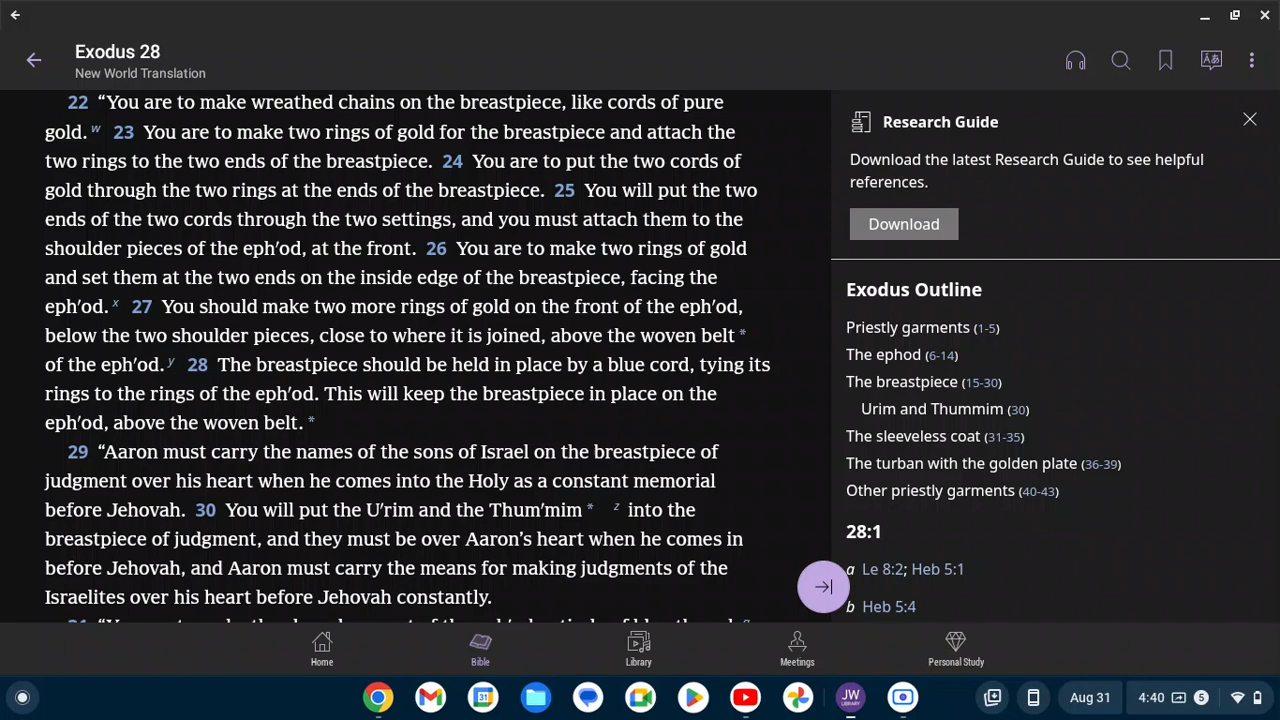 Exodus 28
New World Translation
22 “You are to make wreathed chains on the breastpiece, like cords of pure
gold. w 23 You are to make two rings of gold for the breastpiece and attach the
two rings to the two ends of the breastpiece. 24 You are to put the two cords of
gold through the two rings at the ends of the breastpiece. 25 You will put the two
ends of the two cords through the two settings, and you must attach them to the
shoulder pieces of the ephʹod, at the front. 26 You are to make two rings of gold
and set them at the two ends on the inside edge of the breastpiece, facing the
ephʹod. x 27 You should make two more rings of gold on the front of the ephʹod,
below the two shoulder pieces, close to where it is joined, above the woven belt *
of the ephʹod. y 28 The breastpiece should be held in place by a blue cord, tying its
rings to the rings of the ephʹod. This will keep the breastpiece in place on the
ephʹod, above the woven belt. *
29 “Aaron must carry the names of the sons of Israel on the breastpiece of
judgment over his heart when he comes into the Holy as a constant memorial
before Jehovah. 30 You will put the Uʹrim and the Thumʹmim * z into the
breastpiece of judgment, and they must be over Aaron’s heart when he comes in
before Jehovah, and Aaron must carry the means for making judgments of the
Israelites over his heart before Jehovah constantly.
Research Guide
Download the latest Research Guide to see helpful
references.
Download
Exodus Outline
Priestly garments (1-5)
The ephod (6-14)
The breastpiece (15-30)
Urim and Thummim (30)
The sleeveless coat (31-35)
The turban with the golden plate (36-39)
Other priestly garments (40-43)
28:1
a Le 8:2; Heb 5:1
b Heb 5:4
Home
Bible
Library
Meetings
Personal Study
31
JW
LIBRARY
Aug 31
4:40
5